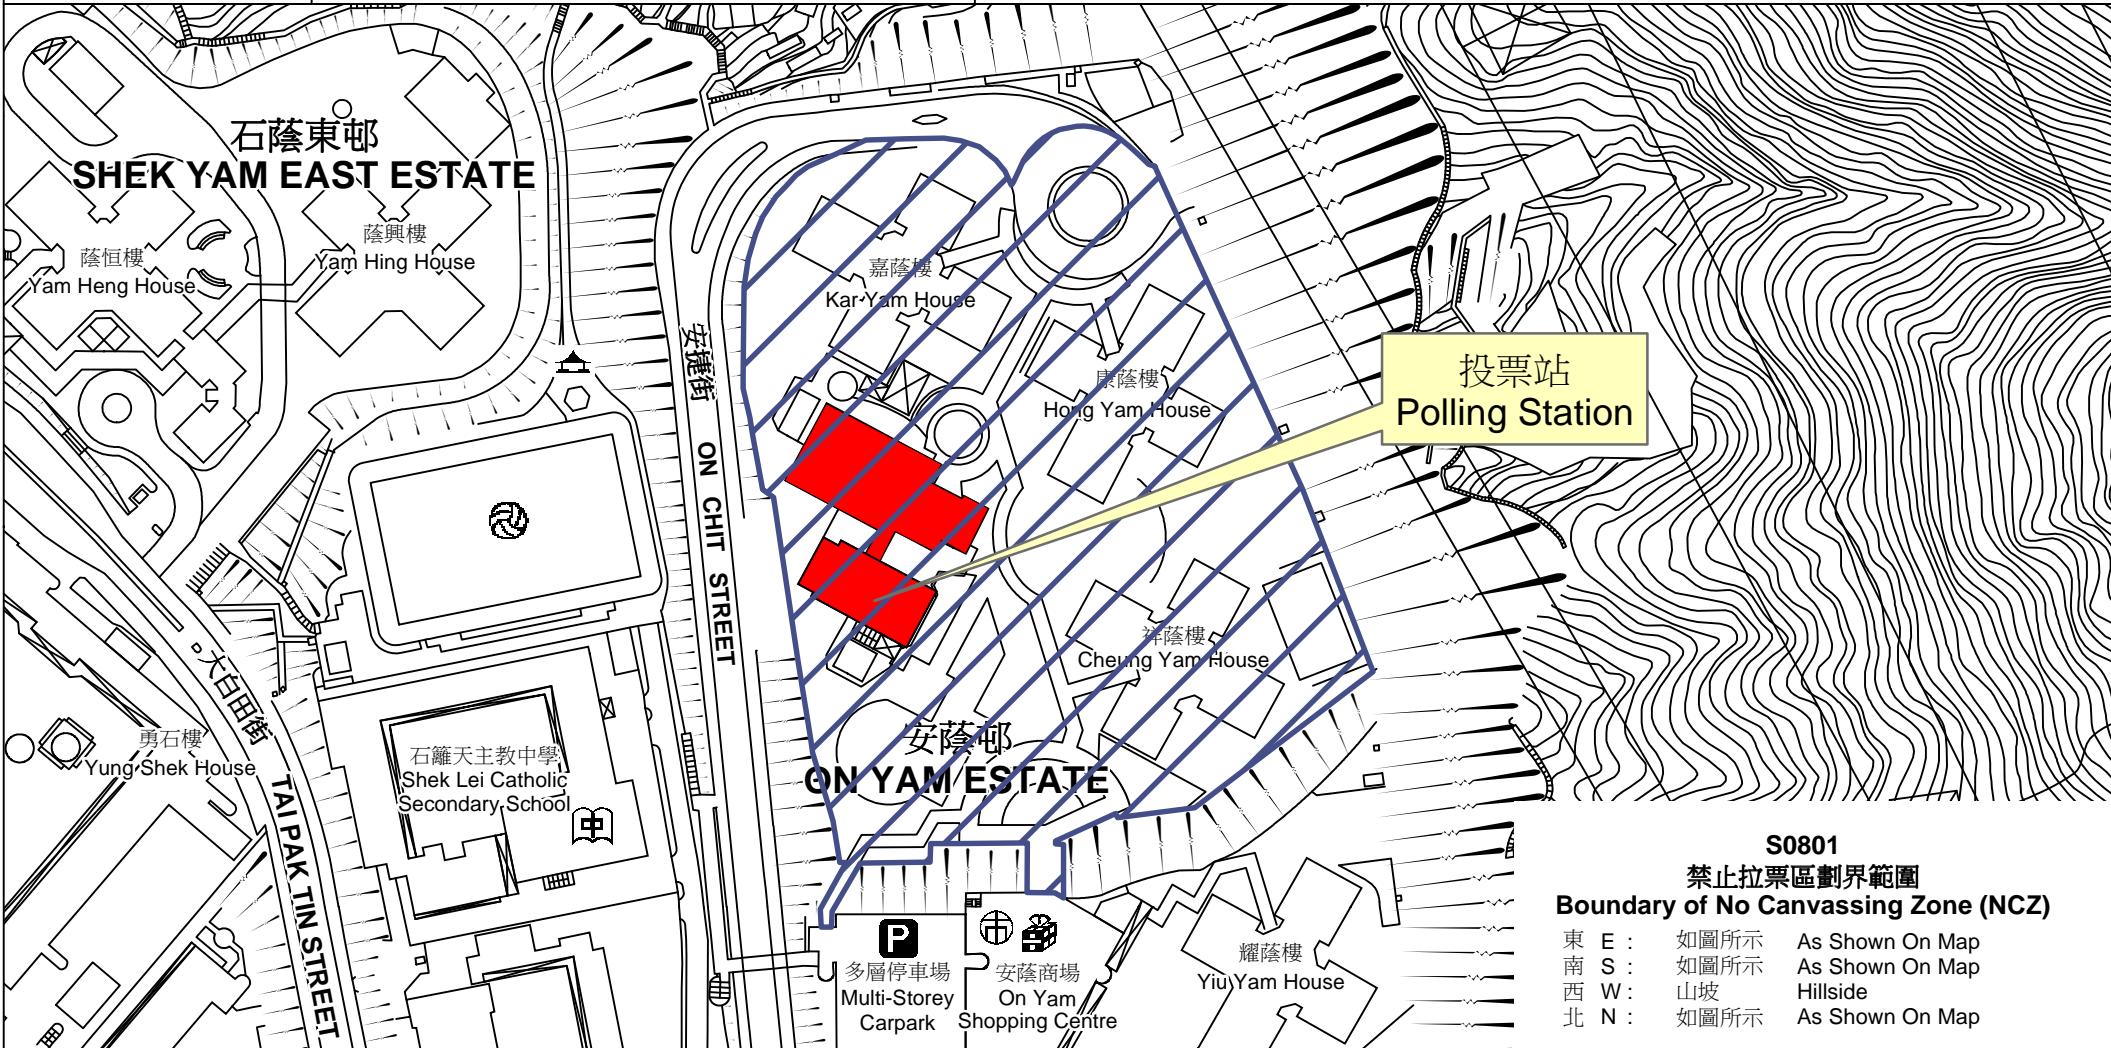 石蔭東邨
SHEK YAM EAST ESTATE
蔭恒樓
Yam Heng House
蔭興樓
Yam Hing House
嘉蔭樓
Kar Yam House
康蔭樓
Hong Yam House
投票站
Polling Station
安捷街
ON CHIT STREET
祥蔭樓
Cheung Yam House
大白田街
TAI PAK TIN STREET
勇石樓
Yung Shek House
石籬天主教中學
Shek Lei Catholic
Secondary School
中
安蔭邨
ON YAM ESTATE
P
多層停車場
Multi-Storey
Carpark
市
安蔭商場
On Yam
Shopping Centre
耀蔭樓
Yiu Yam House
S0801
禁止拉票區劃界範圍
Boundary of No Canvassing Zone (NCZ)
東 E : 如圖所示 As Shown On Map
南 S : 如圖所示 As Shown On Map
西 W : 山坡 Hillside
北 N : 如圖所示 As Shown On Map